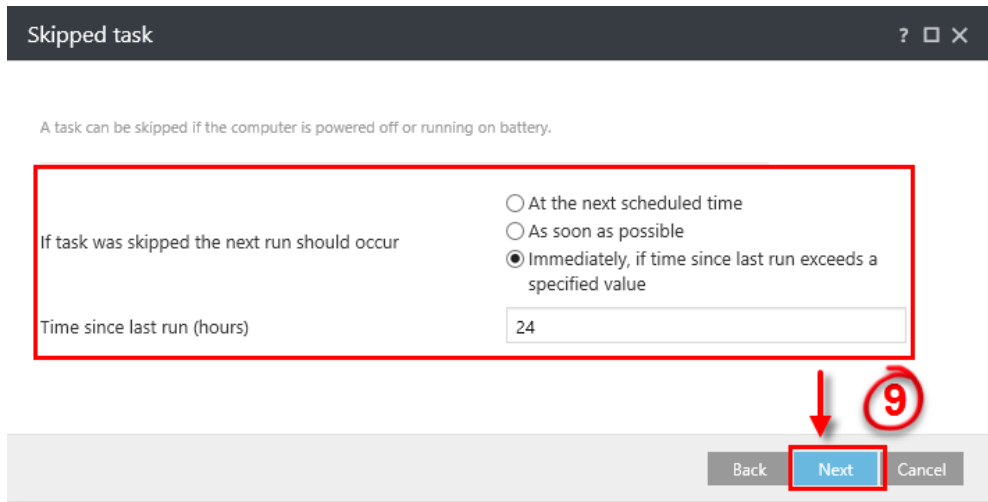 Skipped task ?
A task can be skipped if the computer is powered off or running on battery.
At the next scheduled time
If task was skipped the next run should occur
As soon as possible
Immediately, if time since last run exceeds a
specified value
Time since last run (hours) 24
9
Back Next Cancel